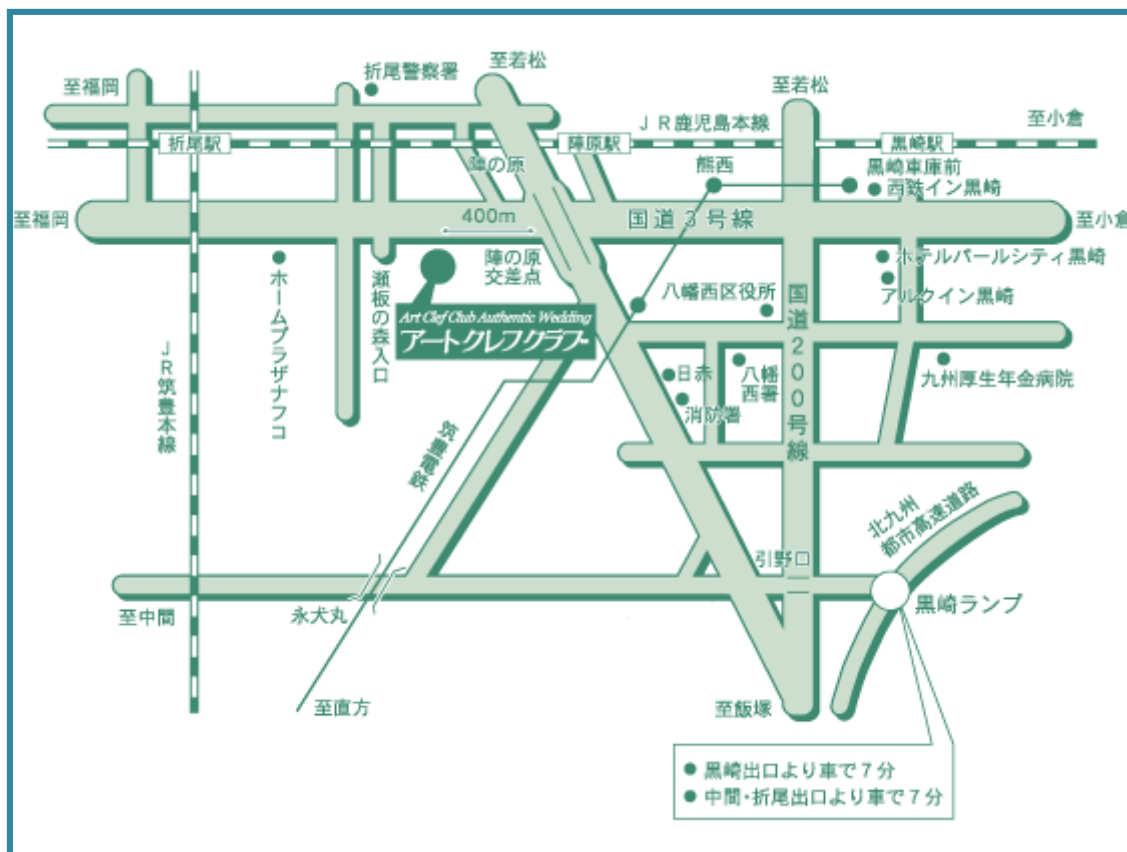 至若松
折尾警察署
至福岡
至若松
JR鹿児島本線
至小倉
折尾駅
陣原駅
黒崎駅
陣の原
熊西
黒崎車庫前
西鉄イン黒崎
至福岡
400m
国道3号線
至小倉
陣の原
交差点
ホテルパールシティ黒崎
アルクイン黒崎
八幡西区役所
国道200号線
ホームプラザナフコ
瀬板の森入口
Art Clef Club Authentic Wedding
アートクレフクラブ
JR筑豊本線
日赤
八幡
西署
九州厚生年金病院
消防署
筑豊電鉄
北九州
都市高速道路
引野口
至中間
永犬丸
黒崎ランプ
至直方
至飯塚
●黒崎出口より車で7分
●中間・折尾出口より車で7分